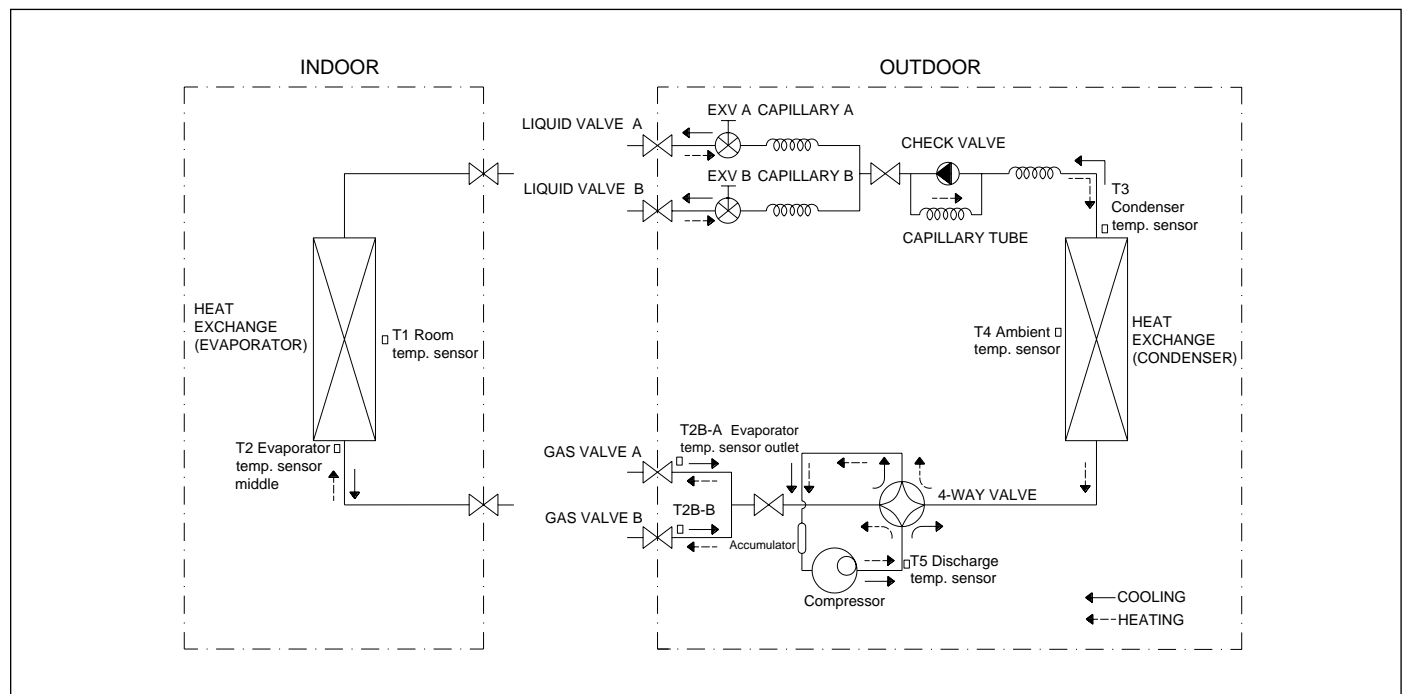 INDOOR
OUTDOOR
LIQUID VALVE A
EXV A CAPILLARY A
CHECK VALVE
LIQUID VALVE B
EXV B CAPILLARY B
T3
Condenser
temp. sensor
CAPILLARY TUBE
HEAT
EXCHANGE
(EVAPORATOR)
T1 Room
temp. sensor
T4 Ambient
temp. sensor
HEAT
EXCHANGE
(CONDENSER)
T2 Evaporator
temp. sensor
middle
GAS VALVE A
T2B-A Evaporator
temp. sensor outlet
4-WAY VALVE
GAS VALVE B
T2B-B
Accumulator
T5 Discharge
temp. sensor
Compressor
COOLING
HEATING